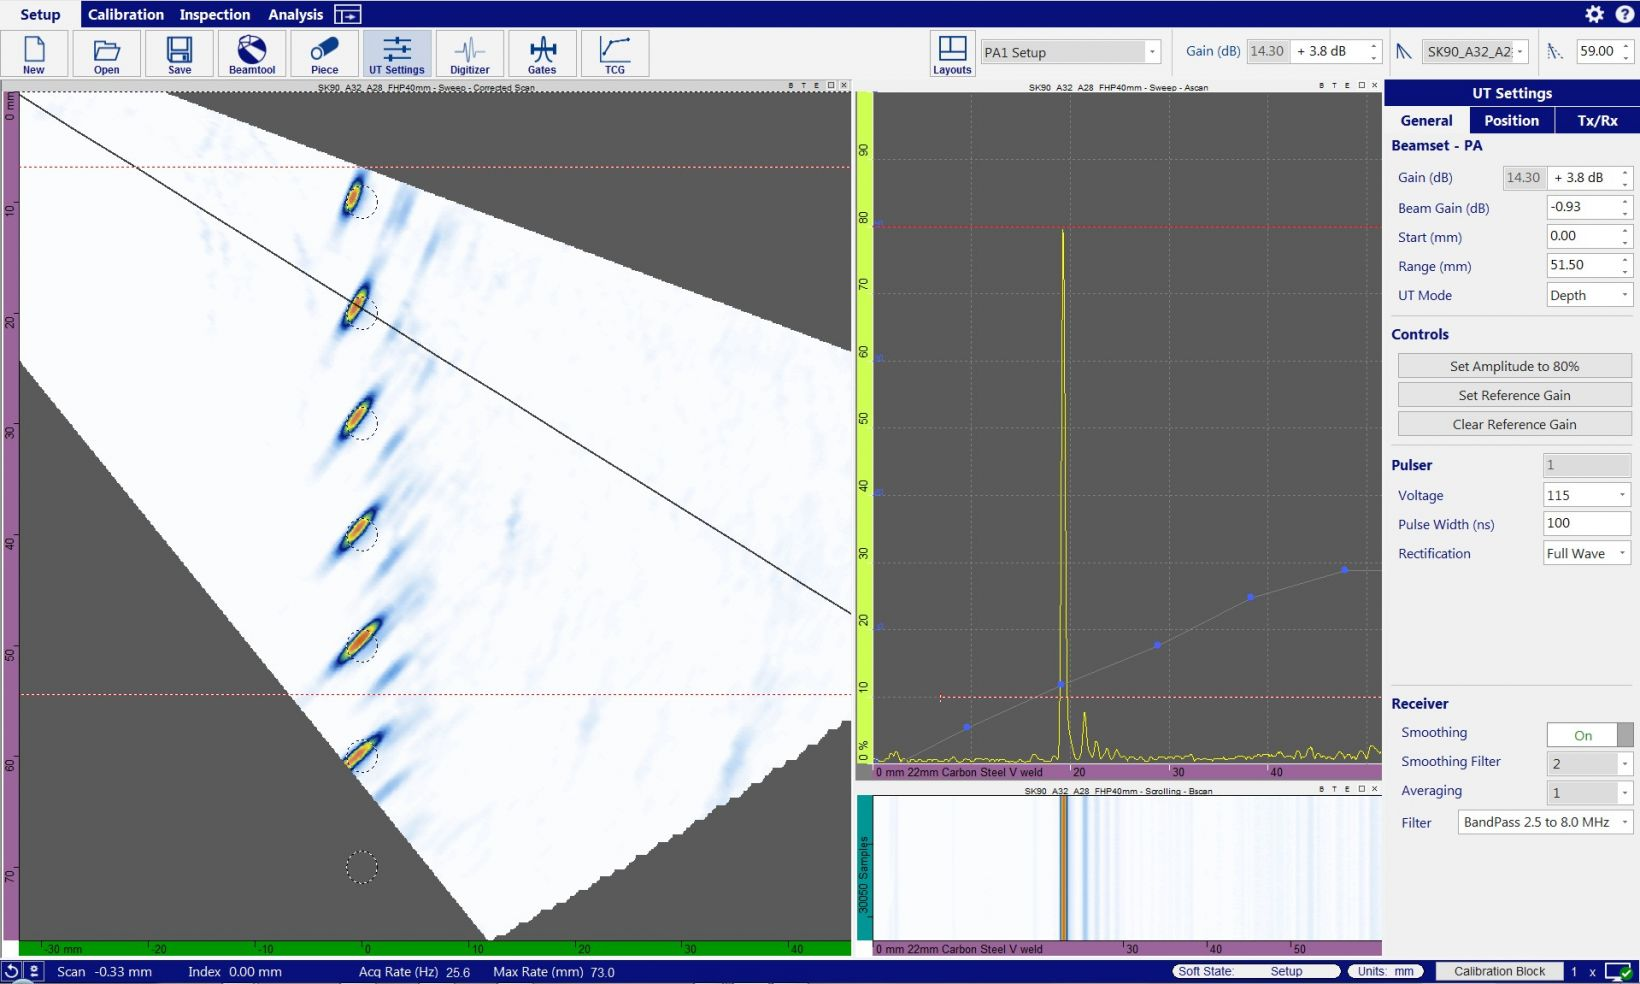 Setup Calibration Inspection Analysis
New Open Save Beamtool Piece UT Settings Digitizer Gates TCG
Layouts PA1 Setup Gain (dB) 14.30 + 3.8 dB SK90_A32_A2 59.00
SK90_A32_A28_FHP40mm - Sweep - Corrected Scan B T E
0 mm
10
20
30
40
50
60
70
-30 mm -20 -10 0 10 20 30 40
SK90_A32_A28_FHP40mm - Sweep - Ascan B T E
90
80
70
60
50
40
30
20
10
0 %
0 mm 22mm Carbon Steel V weld 20 30 40
SK90_A32_A28_FHP40mm - Scrolling - Bscan B T E
30050 Samples
0 mm 22mm Carbon Steel V weld 30 40 50
UT Settings
General Position Tx/Rx
Beamset - PA
Gain (dB) 14.30 + 3.8 dB
Beam Gain (dB) -0.93
Start (mm) 0.00
Range (mm) 51.50
UT Mode Depth
Controls
Set Amplitude to 80%
Set Reference Gain
Clear Reference Gain
Pulser 1
Voltage 115
Pulse Width (ns) 100
Rectification Full Wave
Receiver
Smoothing On
Smoothing Filter 2
Averaging 1
Filter BandPass 2.5 to 8.0 MHz
Scan -0.33 mm Index 0.00 mm Acq Rate (Hz) 25.6 Max Rate (mm) 73.0 Soft State: Setup Units: mm Calibration Block 1 x